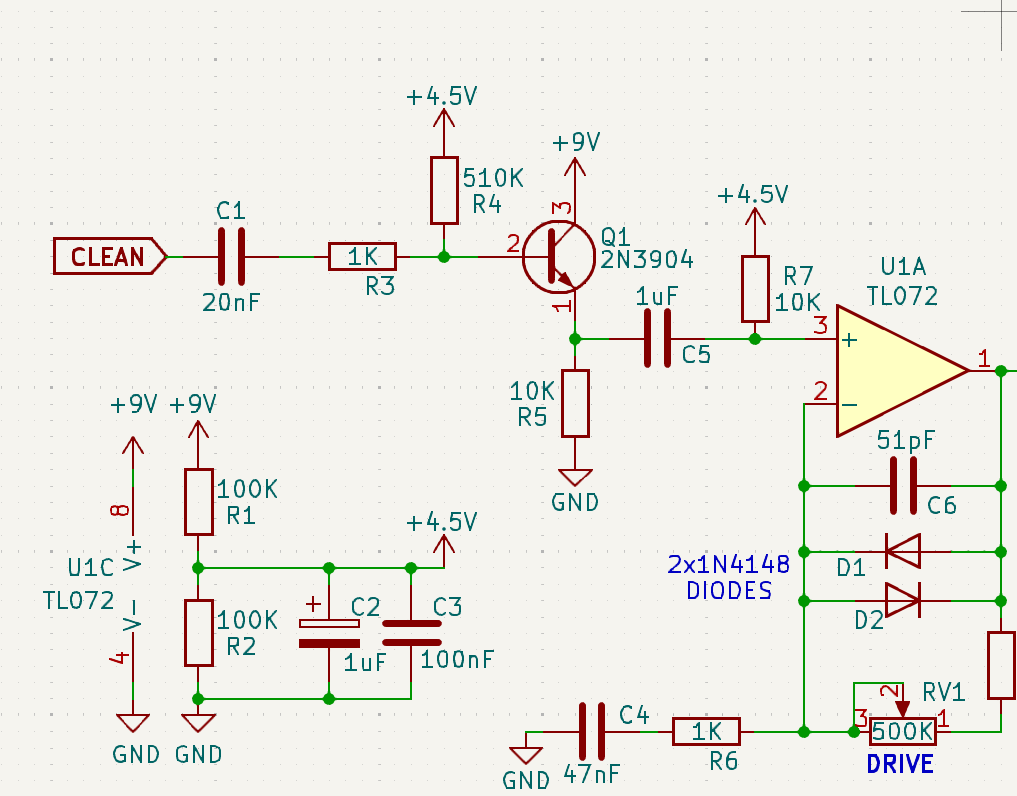 +4.5V
+9V
510K
R4
3
+4.5V
C1
CLEAN
1K
2
Q1
2N3904
R3
20nF
1
1uF
R7
10K
U1A
TL072
3
+
C5
1
2
−
+9V
+9V
10K
R5
GND
51pF
C6
100K
R1
8
V+
+4.5V
U1C
TL072
V-
4
2x1N4148
DIODES
D1
D2
100K
R2
+
C2
1uF
C3
100nF
GND
GND
C4
47nF
GND
1K
R6
2
RV1
3
500K
1
DRIVE